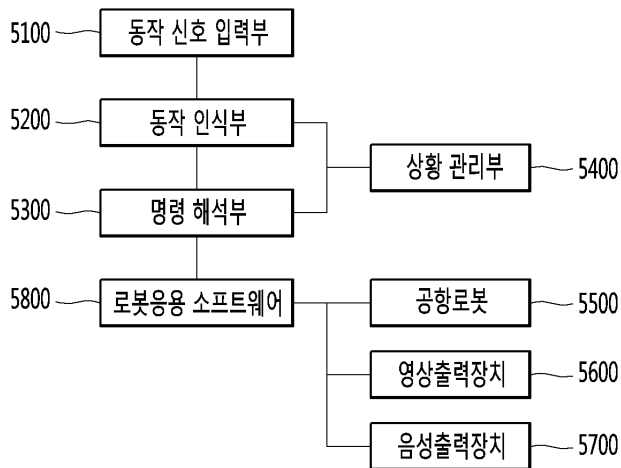 5100 동작 신호 입력부
5200 동작 인식부
상황 관리부 5400
5300 명령 해석부
5800 로봇응용 소프트웨어
공항로봇 5500
영상출력장치 5600
음성출력장치 5700